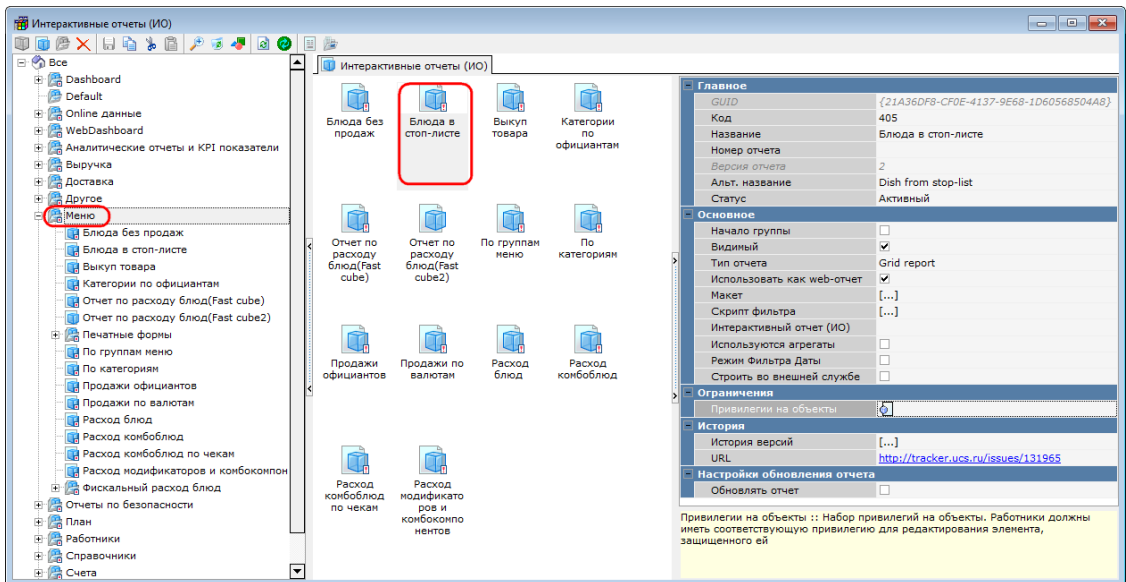 Интерактивные отчеты (ИО)
Все
Dashboard
Default
Online данные
WebDashboard
Аналитические отчеты и KPI показатели
Выручка
Доставка
Другое
Меню
Блюда без продаж
Блюда в стоп-листе
Выкуп товара
Категории по официантам
Отчет по расходу блюд(Fast cube)
Отчет по расходу блюд(Fast cube2)
Печатные формы
По группам меню
По категориям
Продажи официантов
Продажи по валютам
Расход блюд
Расход комбоблюд
Расход комбоблюд по чекам
Расход модификаторов и комбокомпон
Фискальный расход блюд
Отчеты по безопасности
План
Работники
Справочники
Счета
Интерактивные отчеты (ИО)
Блюда без
продаж
Блюда в
стоп-листе
Выкуп
товара
Категории
по
официантам
Отчет по
расходу
блюд(Fast
cube)
Отчет по
расходу
блюд(Fast
cube2)
По группам
меню
По
категориям
Продажи
официантов
Продажи по
валютам
Расход
блюд
Расход
комбоблюд
Расход
комбоблюд
по чекам
Расход
модификато
ров и
комбокомпо
нентов
Главное
GUID {21A36DF8-CF0E-4137-9E68-1D60568504A8}
Код 405
Название Блюда в стоп-листе
Номер отчета
Версия отчета 2
Альт. название Dish from stop-list
Статус Активный
Основное
Начало группы
Видимый
Тип отчета Grid report
Использовать как web-отчет
Макет [...]
Скрипт фильтра [...]
Интерактивный отчет (ИО)
Используются агрегаты
Режим Фильтра Даты
Строить во внешней службе
Ограничения
Привилегии на объекты
История
История версий [...]
URL http://tracker.ucs.ru/issues/131965
Настройки обновления отчета
Обновлять отчет
Привилегии на объекты :: Набор привилегий на объекты. Работники должны
иметь соответствующую привилегию для редактирования элемента,
защищенного ей